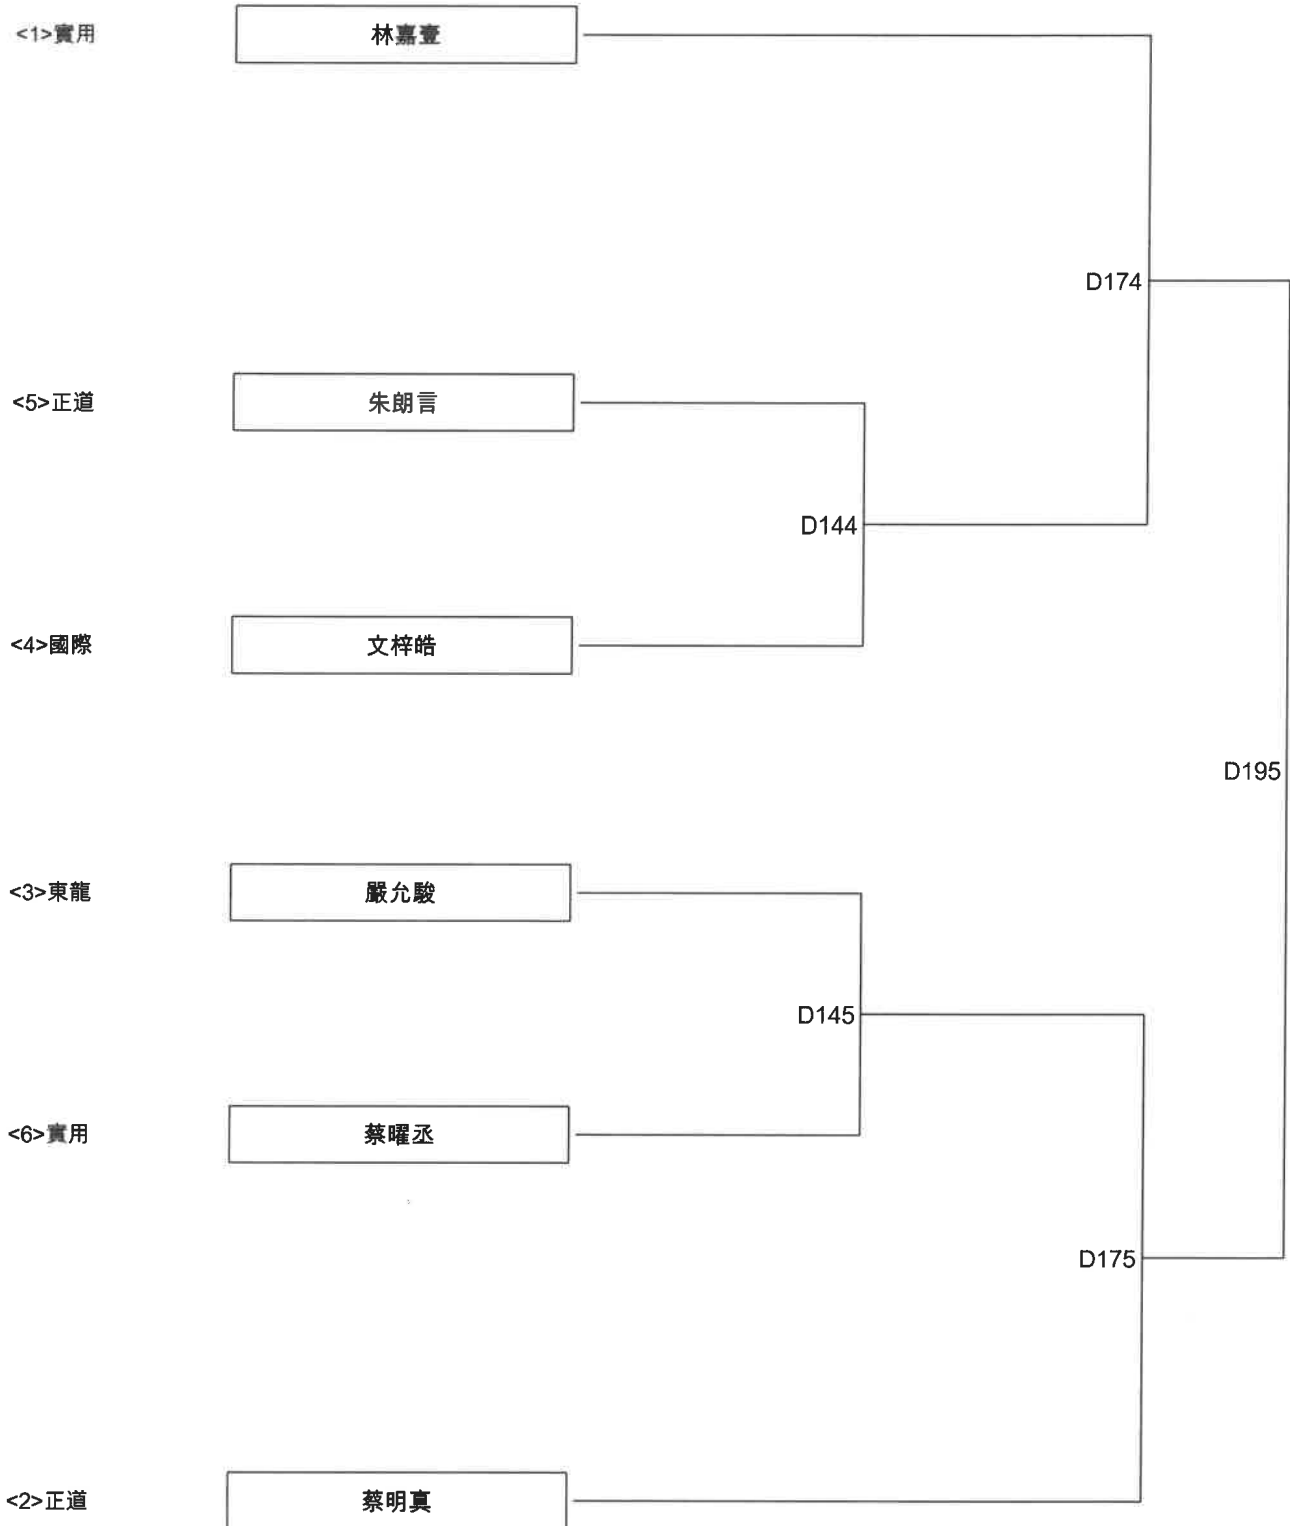 <1>實用 林嘉壹
D174
<5>正道 朱朗言
D144
<4>國際 文梓皓
D195
<3>東龍 嚴允駿
D145
<6>實用 蔡曜丞
D175
<2>正道 蔡明真